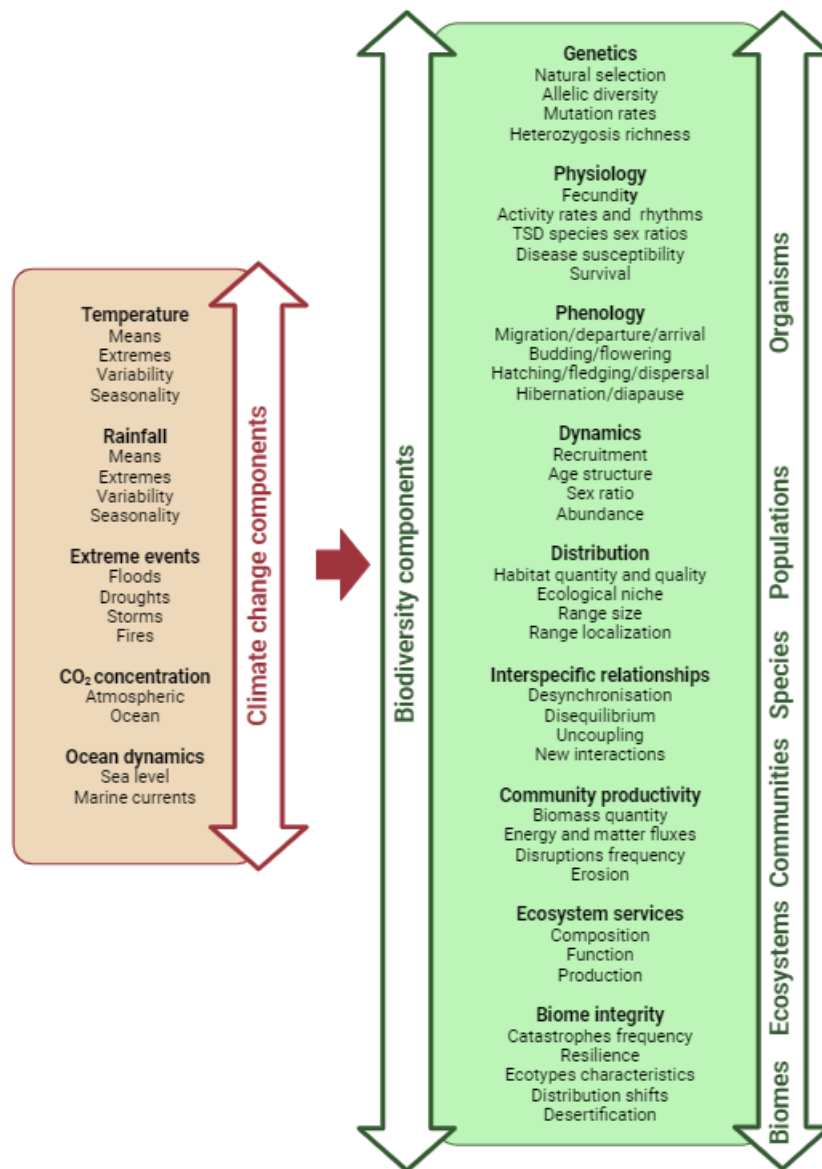 Temperature
Means
Extremes
Variability
Seasonality
Rainfall
Means
Extremes
Variability
Seasonality
Extreme events
Floods
Droughts
Storms
Fires
CO₂ concentration
Atmospheric
Ocean
Ocean dynamics
Sea level
Marine currents
Climate change components
Biodiversity components
Genetics
Natural selection
Allelic diversity
Mutation rates
Heterozygosis richness
Physiology
Fecundity
Activity rates and rhythms
TSD species sex ratios
Disease susceptibility
Survival
Phenology
Migration/departure/arrival
Budding/flowering
Hatching/fledging/dispersal
Hibernation/diapause
Dynamics
Recruitment
Age structure
Sex ratio
Abundance
Distribution
Habitat quantity and quality
Ecological niche
Range size
Range localization
Interspecific relationships
Desynchronisation
Disequilibrium
Uncoupling
New interactions
Community productivity
Biomass quantity
Energy and matter fluxes
Disruptions frequency
Erosion
Ecosystem services
Composition
Function
Production
Biome integrity
Catastrophes frequency
Resilience
Ecotypes characteristics
Distribution shifts
Desertification
Organisms
Populations
Species
Communities
Ecosystems
Biomes